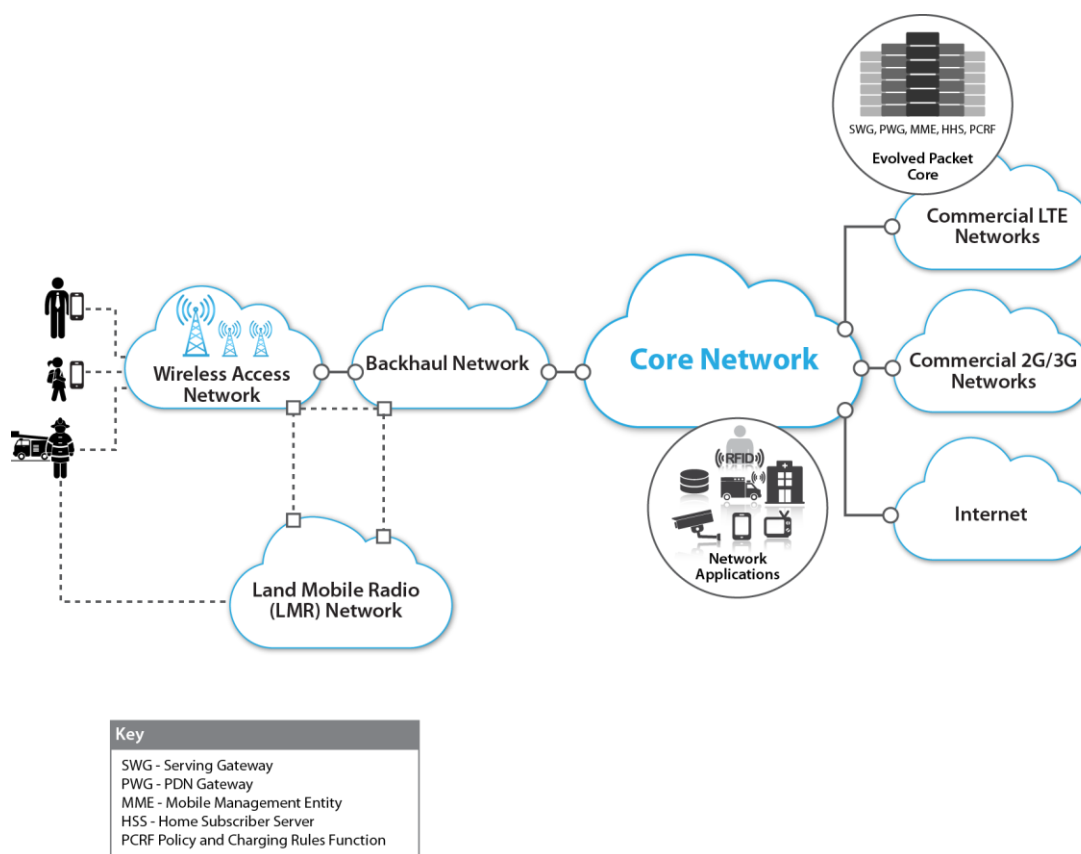 SWG, PWG, MME, HHS, PCRF
Evolved Packet
Core
Commercial LTE
Networks
Wireless Access
Network
Backhaul Network
Core Network
Commercial 2G/3G
Networks
RFID
Network
Applications
Internet
Land Mobile Radio
(LMR) Network
Key
SWG - Serving Gateway
PWG - PDN Gateway
MME - Mobile Management Entity
HSS - Home Subscriber Server
PCRF Policy and Charging Rules Function